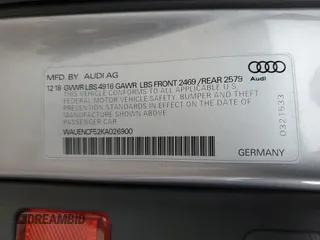 MFD. BY AUDI AG
12 18 GVWR LBS 4916 GAWR LBS FRONT 2469 /REAR 2579
THIS VEHICLE CONFORMS TO ALL APPLICABLE U.S.
FEDERAL MOTOR VEHICLE SAFETY, BUMPER AND THEFT
PREVENTION STANDARDS IN EFFECT ON THE DATE OF
MANUFACTURE SHOWN ABOVE
PASSENGER CAR
WAUENCF52KA026900
GERMANY
Audi
0321533
DREAMBID